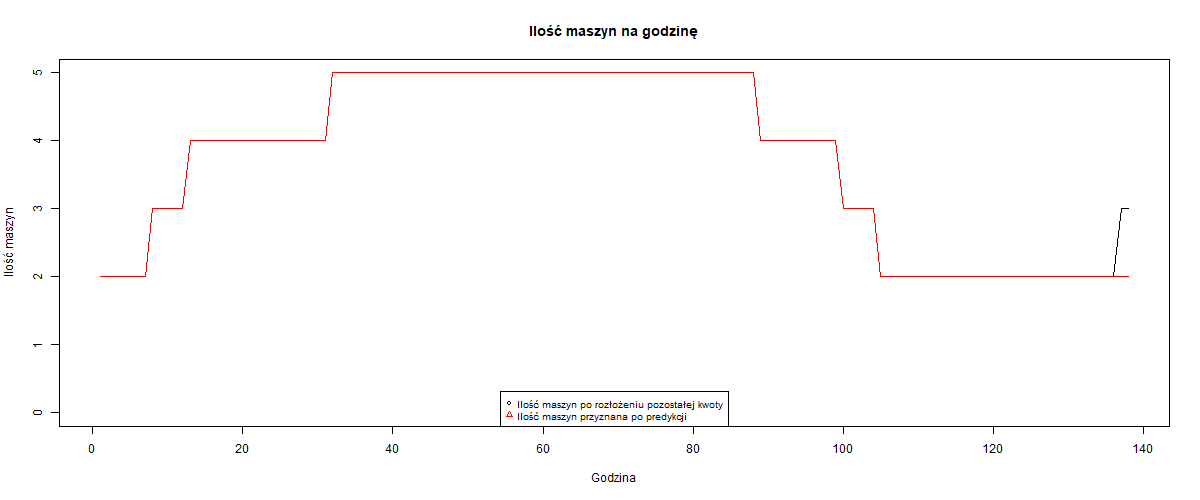 Ilość maszyn na godzinę
Ilość maszyn
5
4
3
2
1
0
Ilość maszyn po rozłożeniu pozostałej kwoty
Ilość maszyn przyznana po predykcji
0 20 40 60 80 100 120 140
Godzina